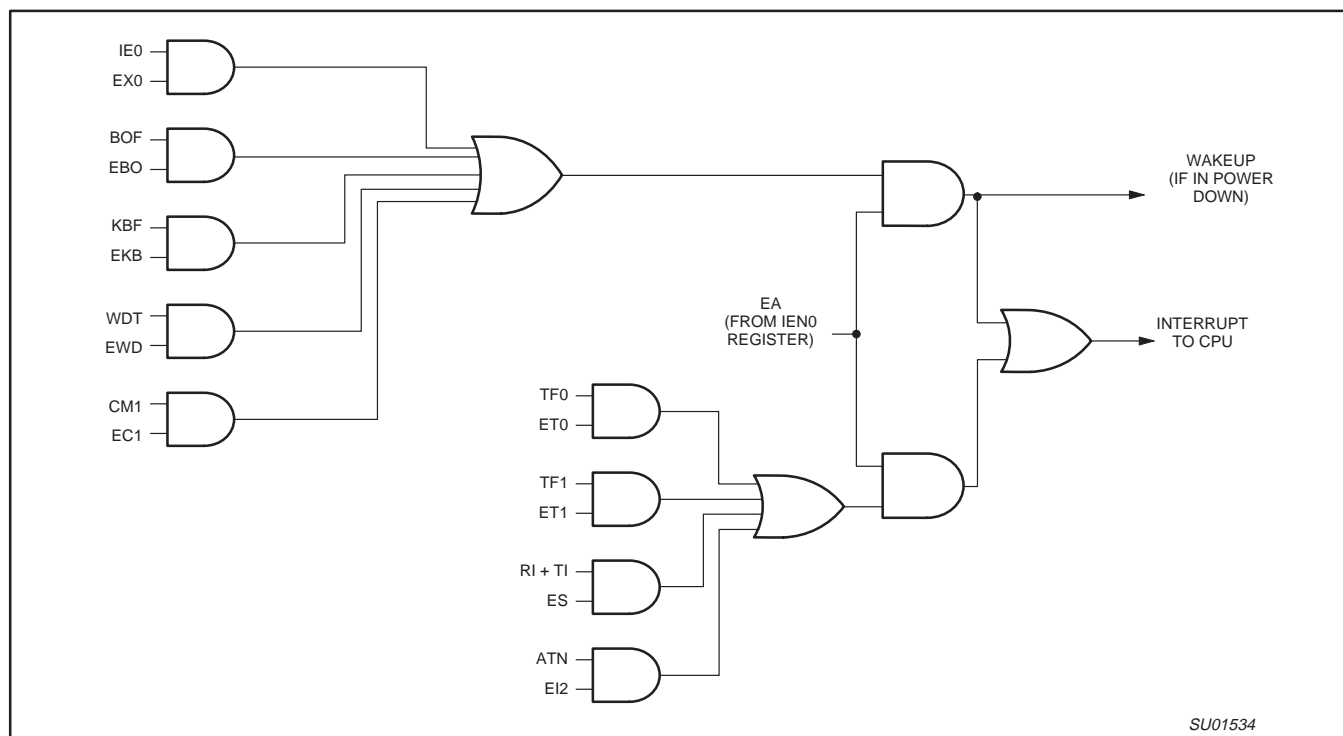 IE0
EX0
BOF
EBO
KBF
EKB
WDT
EWD
CM1
EC1
WAKEUP
(IF IN POWER
DOWN)
EA
(FROM IEN0
REGISTER)
INTERRUPT
TO CPU
TF0
ET0
TF1
ET1
RI + TI
ES
ATN
EI2
SU01534